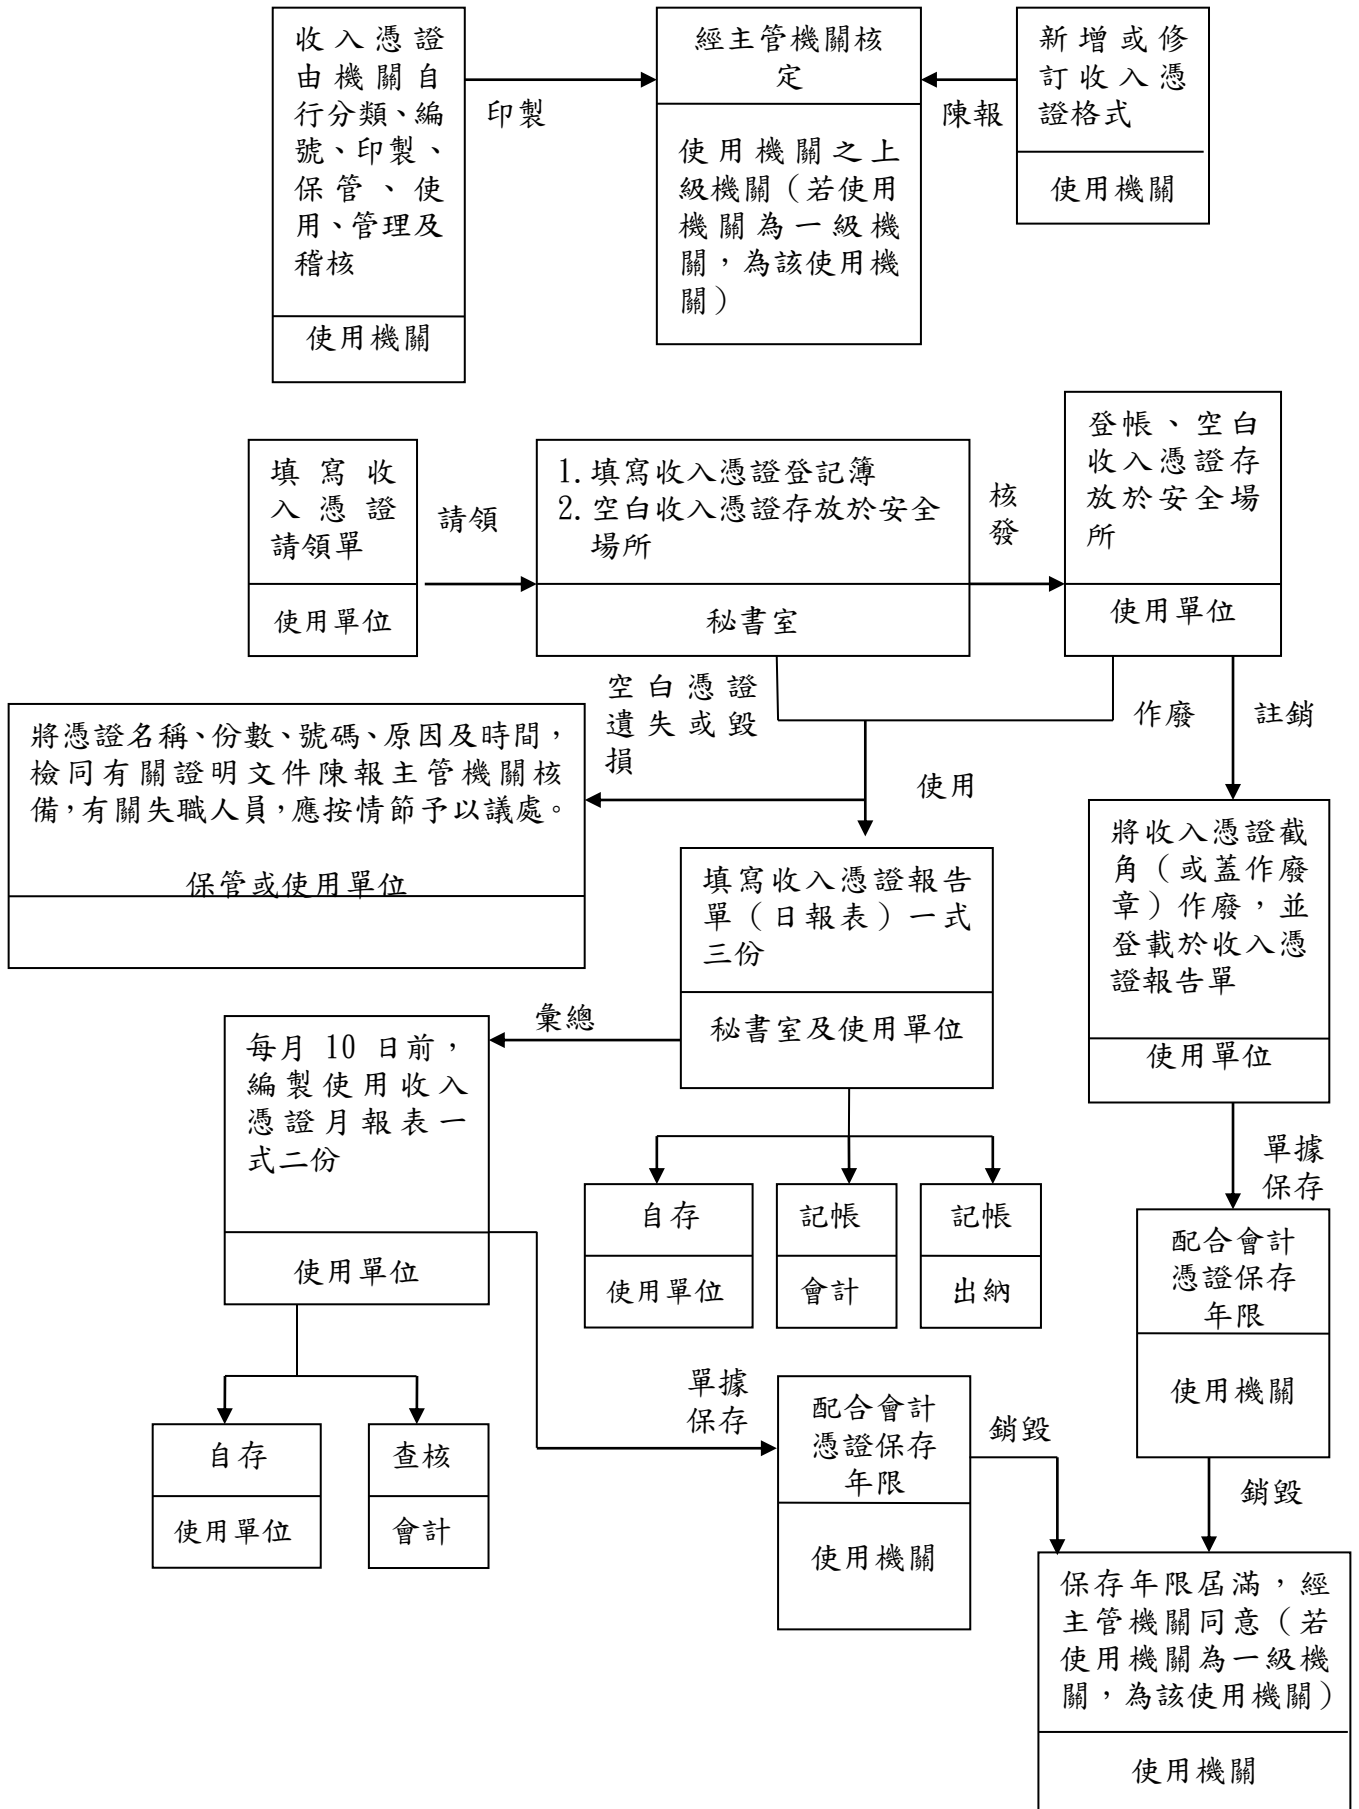 收入憑證
由機關自
行分類、編
號、印製、
保管、使
用、管理及
稽核
使用機關
印製
經主管機關核
定
使用機關之上
級機關（若使用
機關為一級機
關，為該使用機
關）
陳報
新增或修
訂收入憑
證格式
使用機關
填寫收
入憑證
請領單
使用單位
請領
1.填寫收入憑證登記簿
2.空白收入憑證存放於安全
場所
秘書室
核
發
登帳、空白
收入憑證存
放於安全場
所
使用單位
空白憑證
遺失或毀
損
作廢
註銷
使用
將憑證名稱、份數、號碼、原因及時間，
檢同有關證明文件陳報主管機關核
備，有關失職人員，應按情節予以議處。
保管或使用單位
填寫收入憑證報告
單（日報表）一式
三份
秘書室及使用單位
將收入憑證截
角（或蓋作廢
章）作廢，並
登載於收入憑
證報告單
使用單位
彙總
每月 10 日前，
編製使用收入
憑證月報表一
式二份
使用單位
自存
使用單位
記帳
會計
記帳
出納
單據
保存
配合會計
憑證保存
年限
使用機關
自存
使用單位
查核
會計
單據
保存
配合會計
憑證保存
年限
使用機關
銷毀
銷毀
保存年限屆滿，經
主管機關同意（若
使用機關為一級機
關，為該使用機關）
使用機關